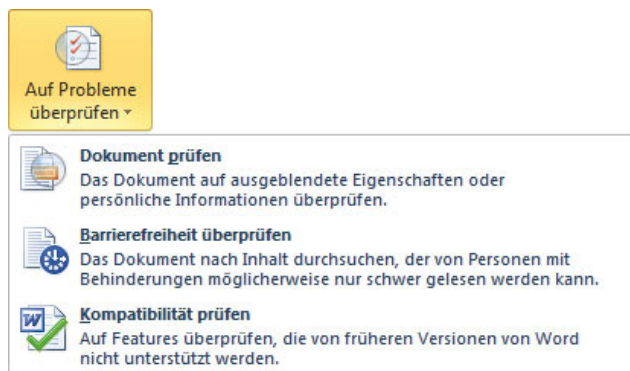 Auf Probleme
überprüfen
Dokument prüfen
Das Dokument auf ausgeblendete Eigenschaften oder
persönliche Informationen überprüfen.
Barrierefreiheit überprüfen
Das Dokument nach Inhalt durchsuchen, der von Personen mit
Behinderungen möglicherweise nur schwer gelesen werden kann.
Kompatibilität prüfen
Auf Features überprüfen, die von früheren Versionen von Word
nicht unterstützt werden.